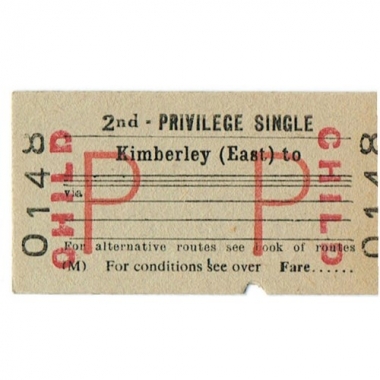 2nd - PRIVILEGE SINGLE
Kimberley (East) to
via
For alternative routes see book of routes
(M) For conditions see over Fare......
0148
CHILD
P
P
CHILD
0148